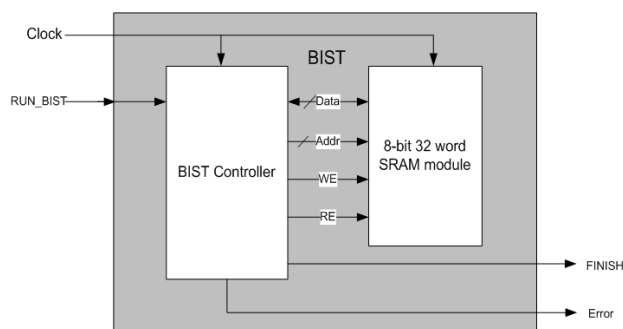 Clock
BIST
RUN_BIST
Data
Addr
8-bit 32 word
SRAM module
BIST Controller
WE
RE
FINISH
Error